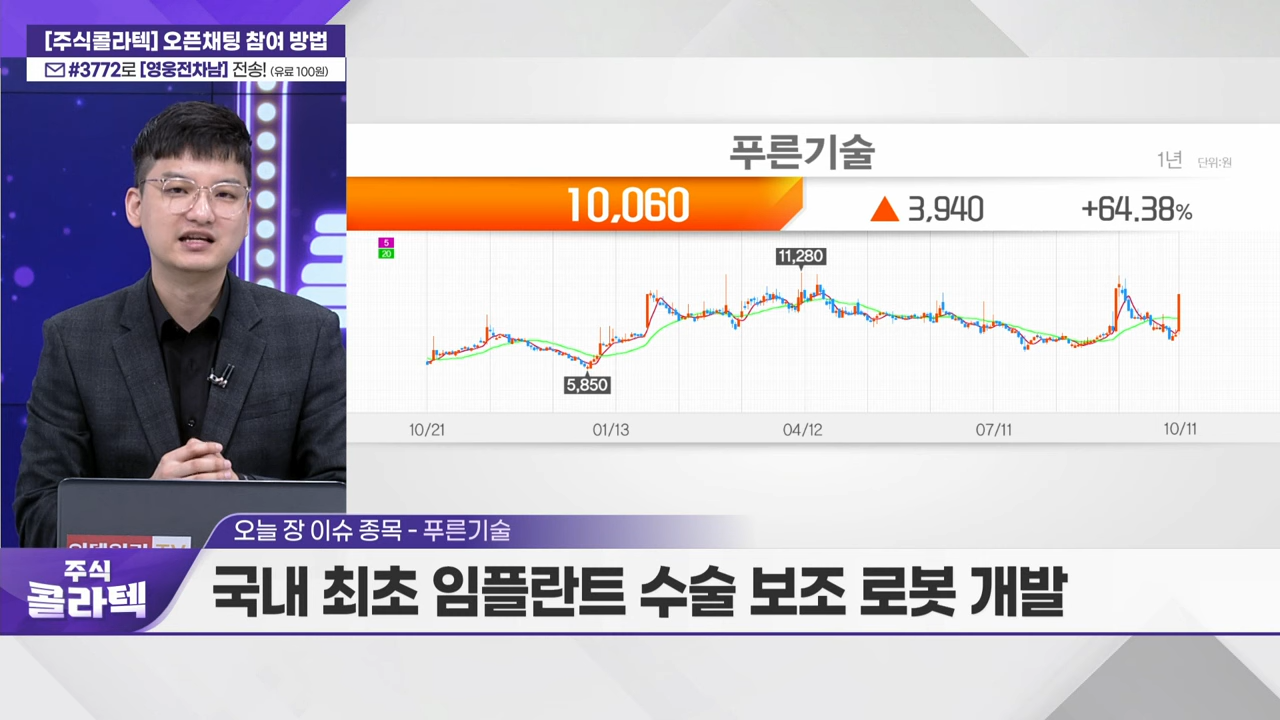 [주식콜라텍] 오픈채팅 참여 방법
#3772로 [영웅전차남] 전송! (유료 100원)
푸른기술
1년 단위:원
10,060 ▲ 3,940 +64.38%
5
20
11,280
5,850
10/21 01/13 04/12 07/11 10/11
오늘 장 이슈 종목 - 푸른기술
주식
콜라텍
국내 최초 임플란트 수술 보조 로봇 개발